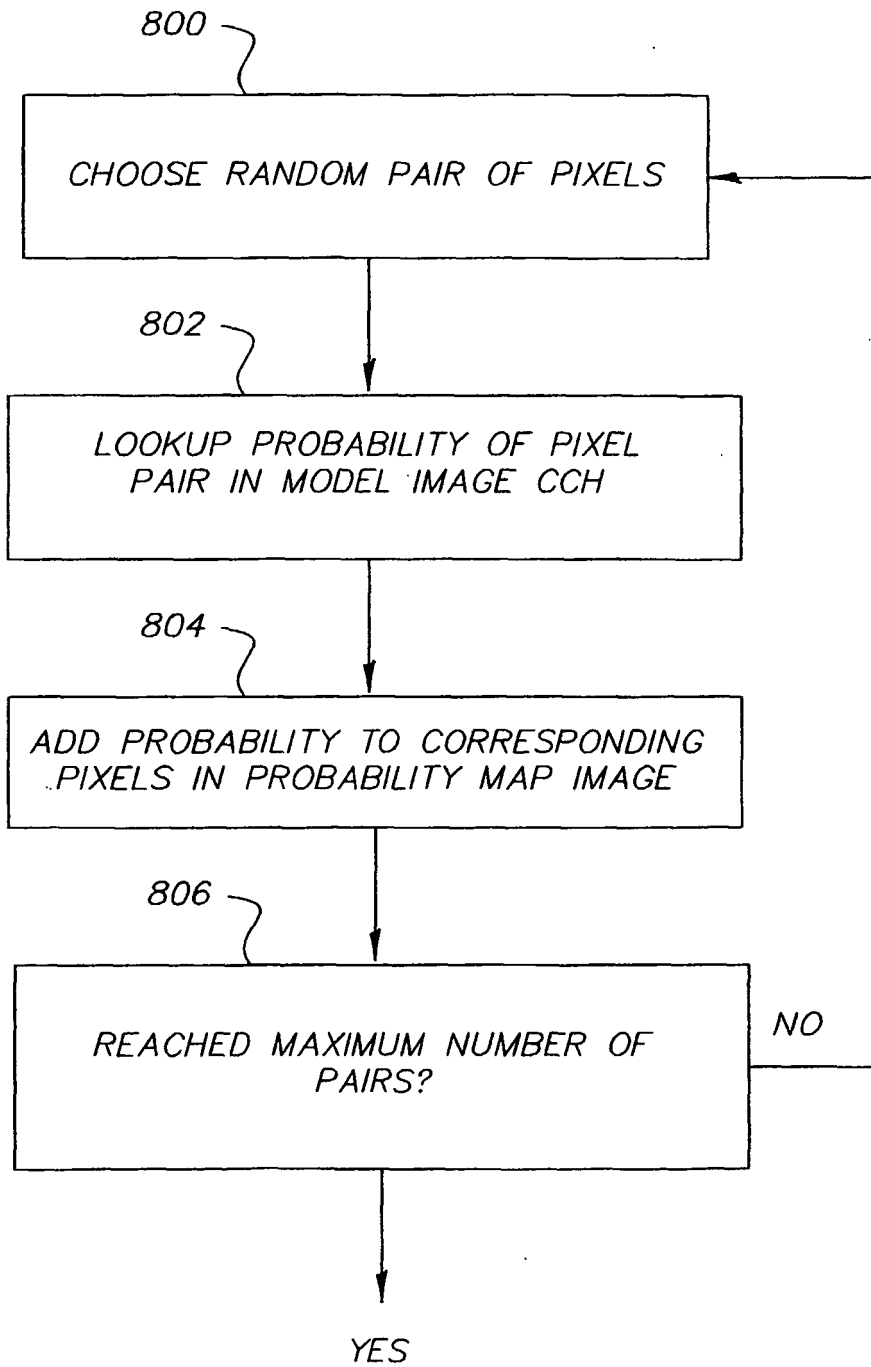 800
CHOOSE RANDOM PAIR OF PIXELS
802
LOOKUP PROBABILITY OF PIXEL
PAIR IN MODEL IMAGE CCH
804
ADD PROBABILITY TO CORRESPONDING
PIXELS IN PROBABILITY MAP IMAGE
806
REACHED MAXIMUM NUMBER OF
PAIRS?
NO
YES